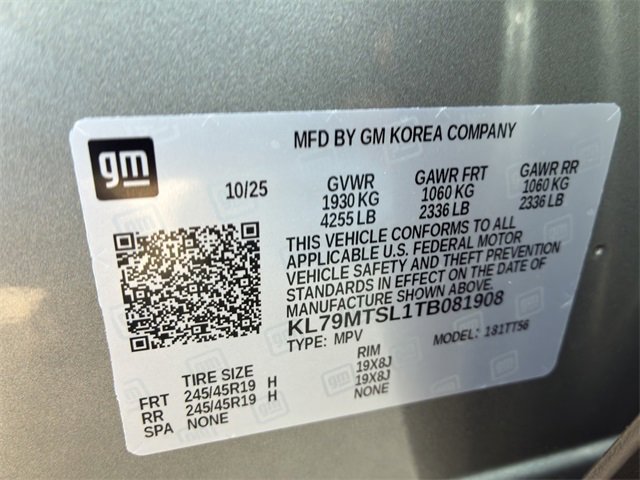 gm
MFD BY GM KOREA COMPANY
10/25
GVWR
1930 KG
4255 LB
GAWR FRT
1060 KG
2336 LB
GAWR RR
1060 KG
2336 LB
THIS VEHICLE CONFORMS TO ALL
APPLICABLE U.S. FEDERAL MOTOR
VEHICLE SAFETY AND THEFT PREVENTION
STANDARDS IN EFFECT ON THE DATE OF
MANUFACTURE SHOWN ABOVE.
KL79MTSL1TB081908
TYPE: MPV
MODEL: 1S1TT56
TIRE SIZE
RIM
FRT 245/45R19 H 19X8J
RR 245/45R19 H 19X8J
SPA NONE NONE